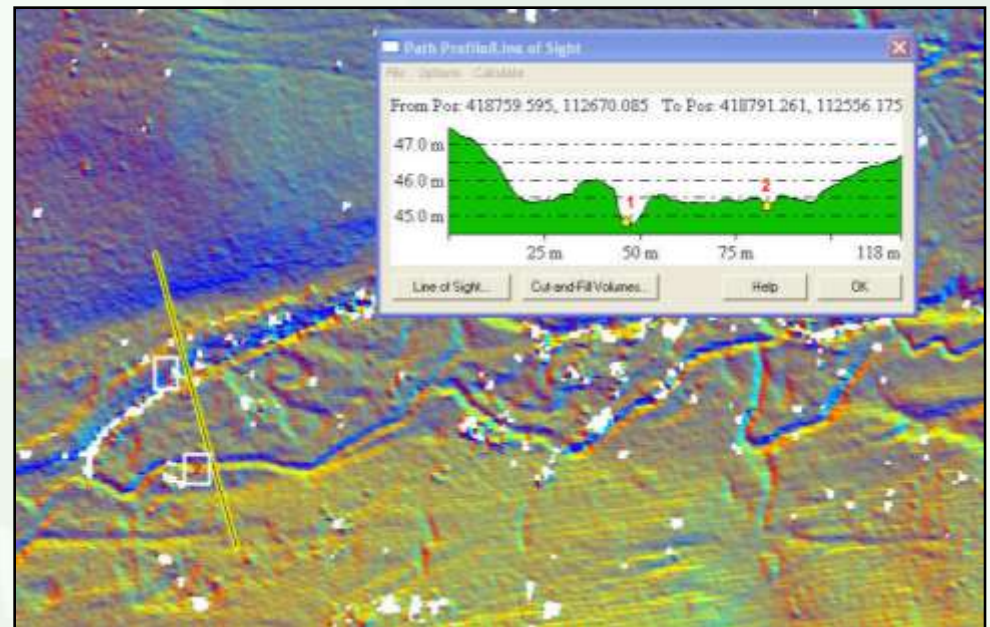 Path Profile/Line of Sight
File Options Calculate
From Pos: 418759.595, 112670.085 To Pos: 418791.261, 112556.175
47.0 m
46.0 m
45.0 m
1
2
25 m 50 m 75 m 118 m
Line of Sight... Cut-and-Fill Volumes... Help OK